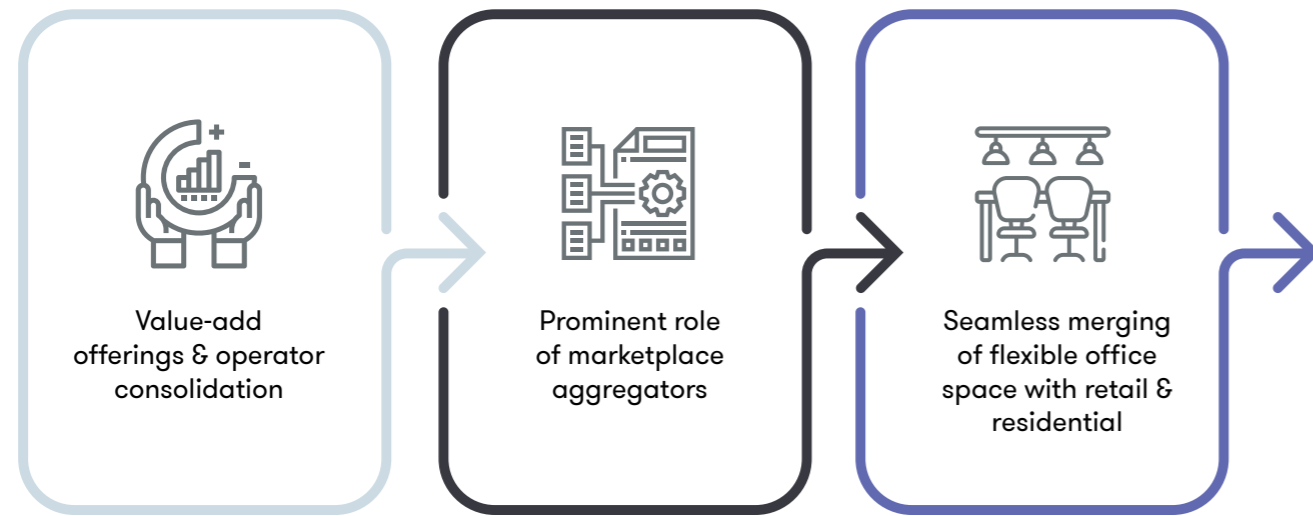 Value-add
offerings & operator
consolidation
Prominent role
of marketplace
aggregators
Seamless merging
of flexible office
space with retail &
residential